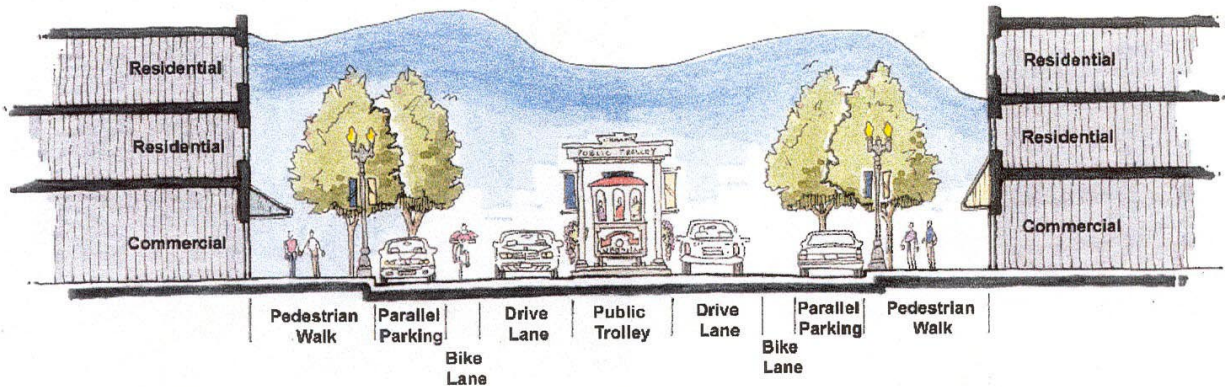 Residential
Residential
Residential
Residential
PUBLIC TROLLEY
Commercial
Commercial
Pedestrian Walk
Parallel Parking
Bike Lane
Drive Lane
Public Trolley
Drive Lane
Bike Lane
Parallel Parking
Pedestrian Walk